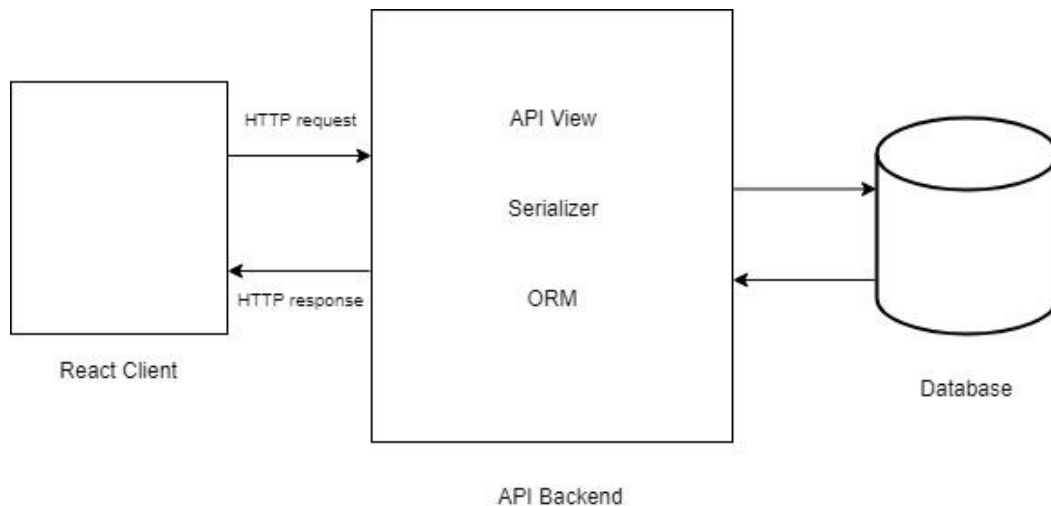 HTTP request
HTTP response
React Client
API View
Serializer
ORM
API Backend
Database